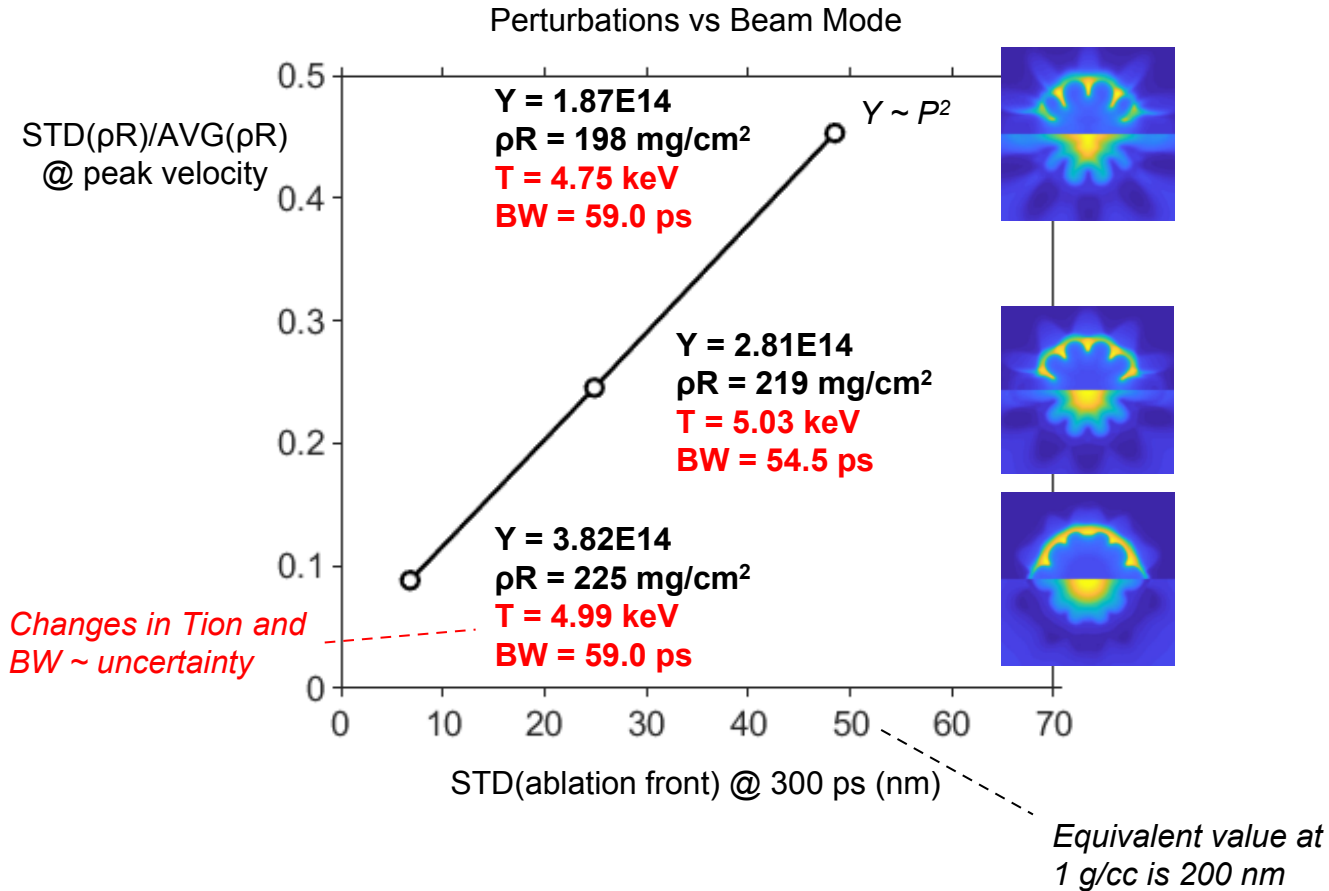 Perturbations vs Beam Mode
STD(ρR)/AVG(ρR)
@ peak velocity
0.5
0.4
0.3
0.2
0.1
0
Y = 1.87E14
ρR = 198 mg/cm²
T = 4.75 keV
BW = 59.0 ps
Y ~ P²
Y = 2.81E14
ρR = 219 mg/cm²
T = 5.03 keV
BW = 54.5 ps
Y = 3.82E14
ρR = 225 mg/cm²
T = 4.99 keV
BW = 59.0 ps
Changes in Tion and
BW ~ uncertainty
0 10 20 30 40 50 60 70
STD(ablation front) @ 300 ps (nm)
Equivalent value at
1 g/cc is 200 nm